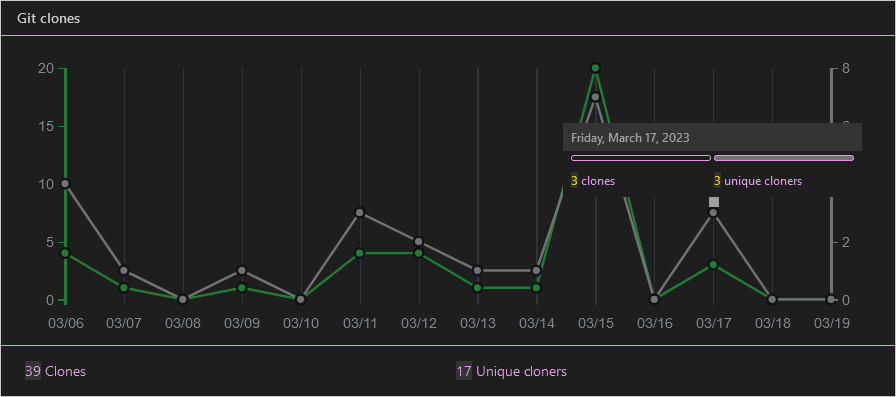 Git clones
20
15
10
5
0
8
2
0
Friday, March 17, 2023
3 clones 3 unique cloners
03/06 03/07 03/08 03/09 03/10 03/11 03/12 03/13 03/14 03/15 03/16 03/17 03/18 03/19
39 Clones 17 Unique cloners